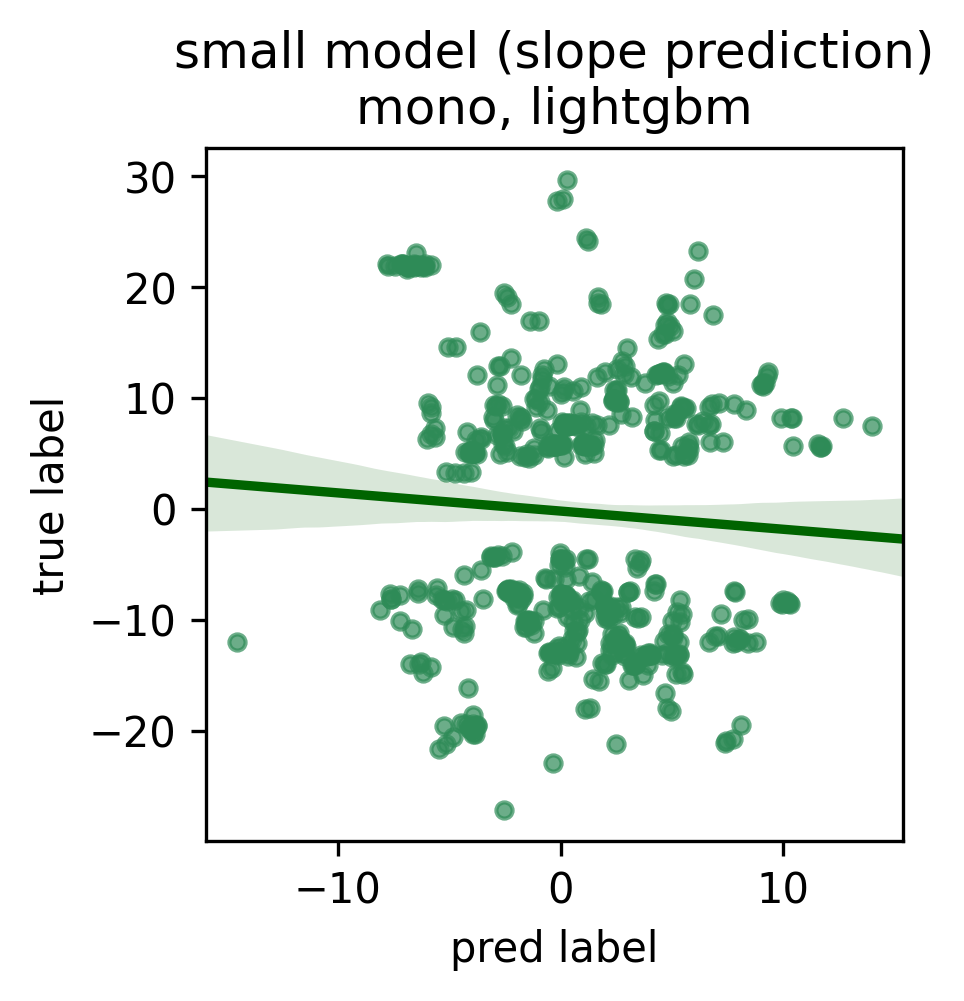 small model (slope prediction)
mono, lightgbm
30
20
10
0
−10
−20
true label
−10 0 10
pred label